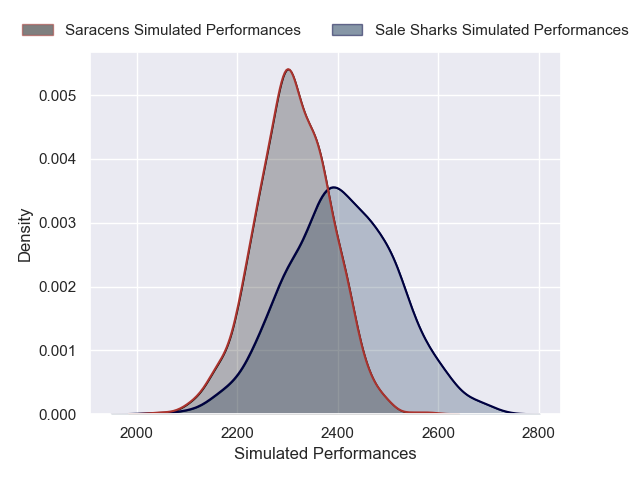 Saracens Simulated Performances Sale Sharks Simulated Performances
0.005
0.004
0.003
0.002
0.001
0.000
Density
2000 2200 2400 2600 2800
Simulated Performances